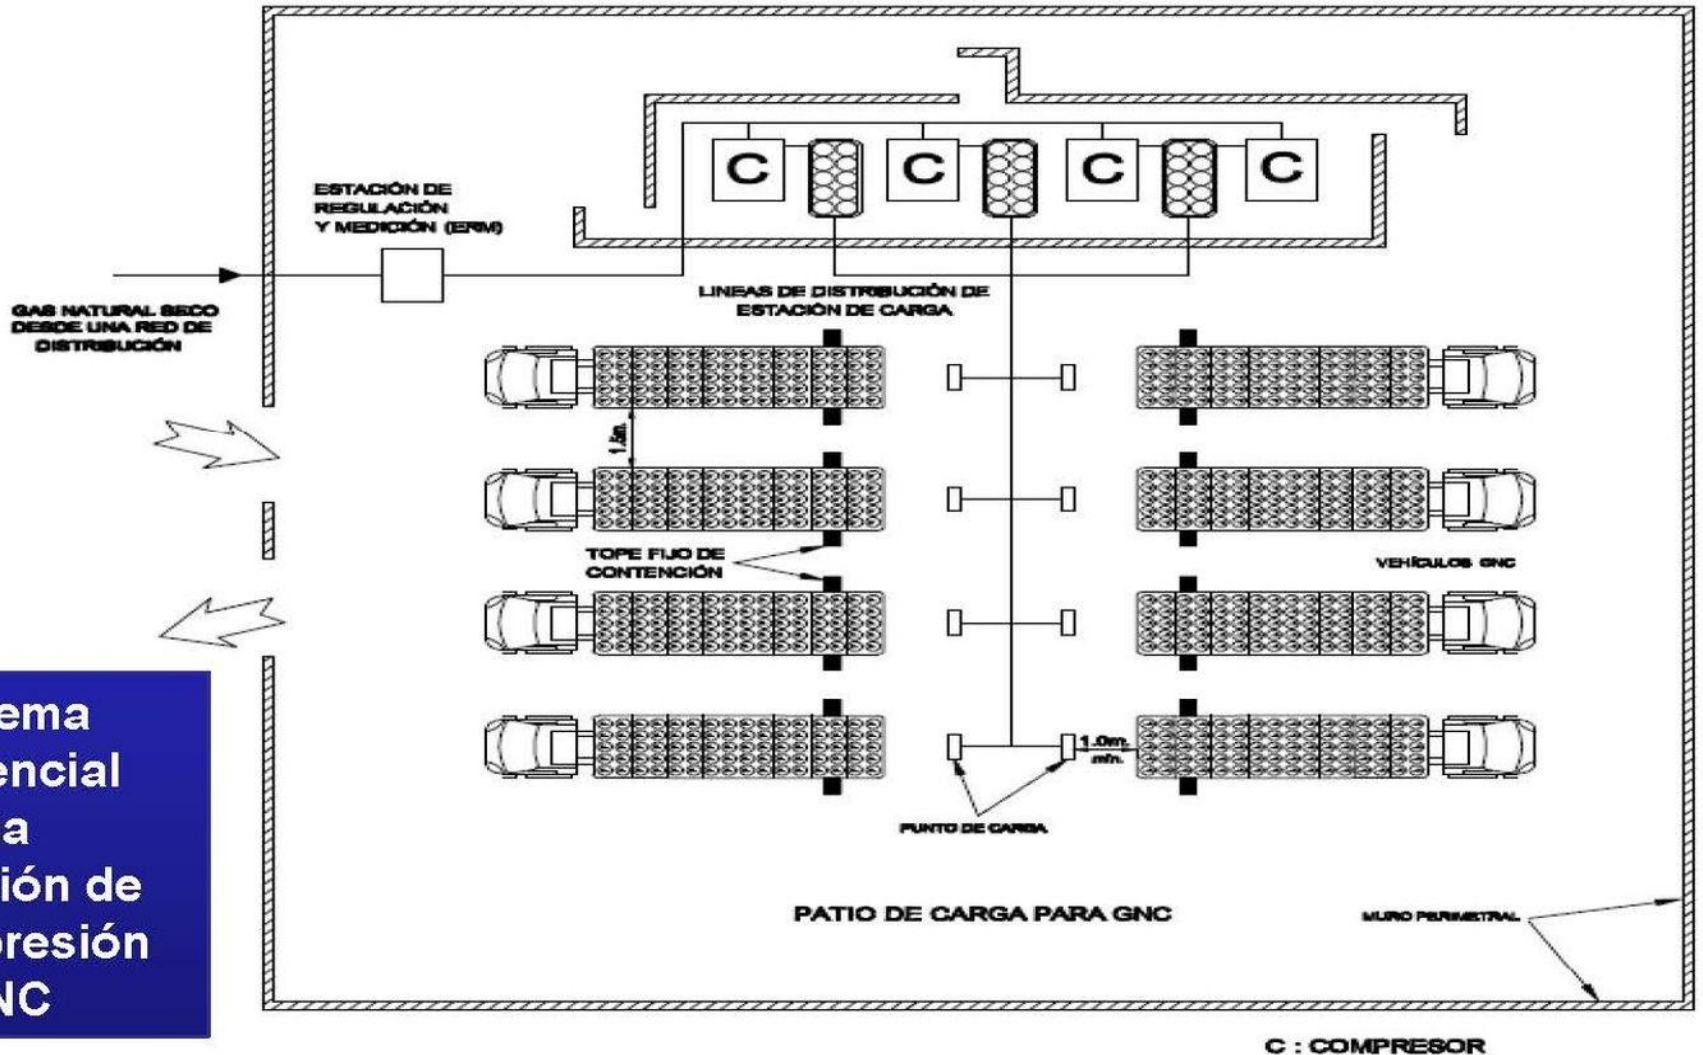 ESTACIÓN DE
REGULACIÓN
Y MEDICIÓN (ERM)
C
C
C
C
GAS NATURAL SECO
DESDE UNA RED DE
DISTRIBUCIÓN
LINEAS DE DISTRIBUCIÓN DE
ESTACIÓN DE CARGA
1.5m.
TOPE FIJO DE
CONTENCIÓN
VEHÍCULOS GNC
1.0m.
mín.
PUNTO DE CARGA
PATIO DE CARGA PARA GNC
MURO PERIMETRAL
ema
encial
a
ión de
presión
NC
C : COMPRESOR